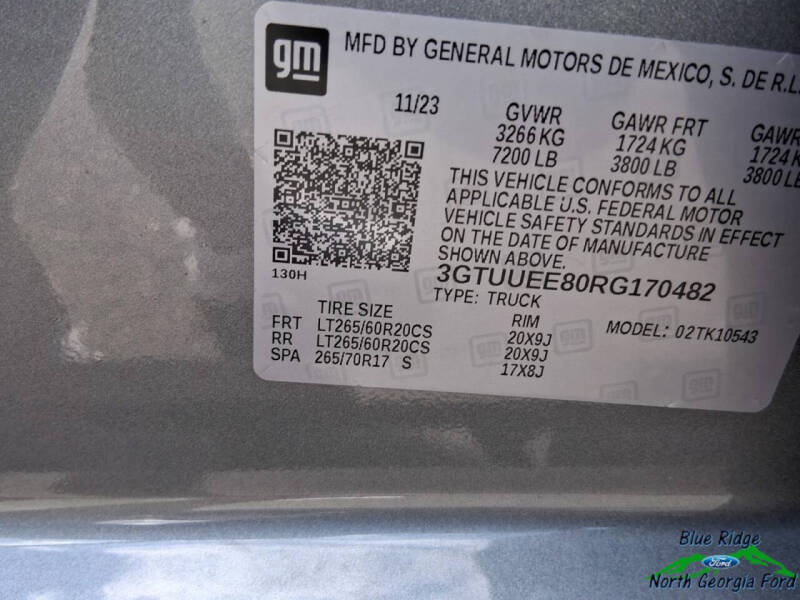 gm MFD BY GENERAL MOTORS DE MEXICO, S. DE R.L.
11/23 GVWR GAWR FRT GAWR
3266 KG 1724 KG 1724 K
7200 LB 3800 LB 3800 LB
THIS VEHICLE CONFORMS TO ALL
APPLICABLE U.S. FEDERAL MOTOR
VEHICLE SAFETY STANDARDS IN EFFECT
ON THE DATE OF MANUFACTURE
SHOWN ABOVE.
130H 3GTUUEE80RG170482
TYPE: TRUCK
TIRE SIZE RIM MODEL: 02TK10543
FRT LT265/60R20CS 20X9J
RR LT265/60R20CS 20X9J
SPA 265/70R17 S 17X8J
Blue Ridge
Ford
North Georgia Ford